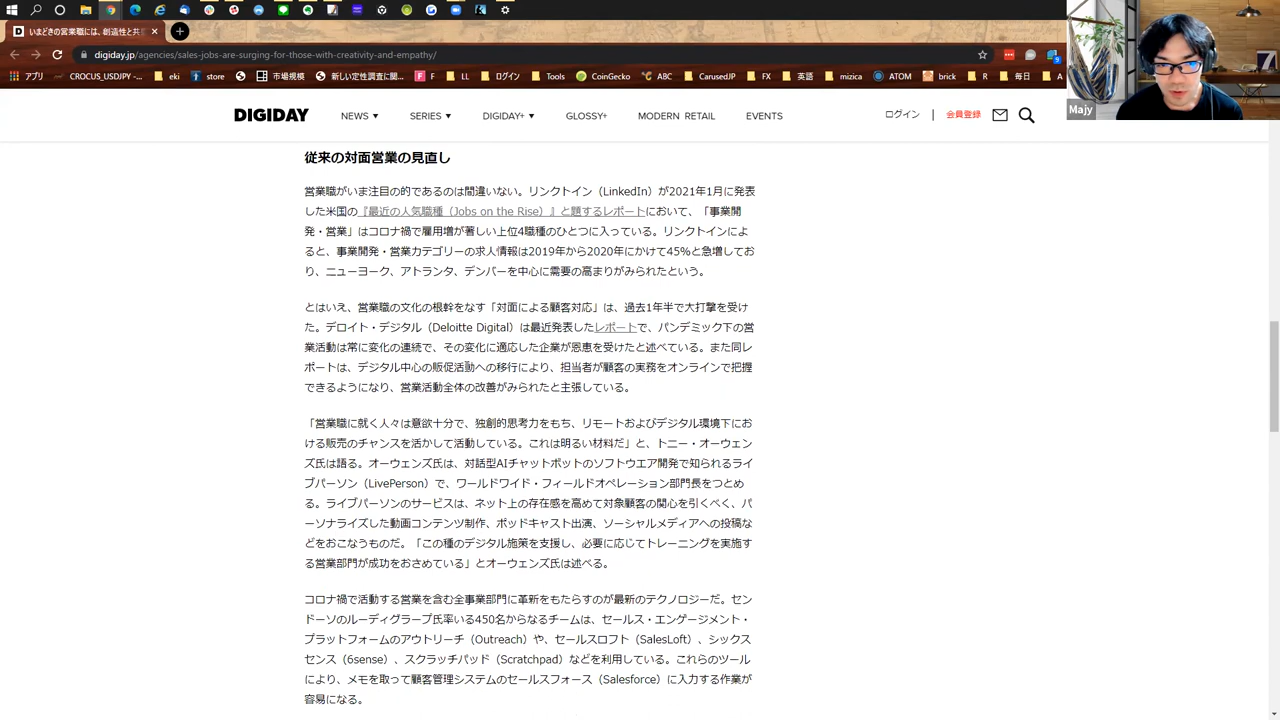 いまどきの営業職には、創造性と共
digiday.jp/agencies/sales-jobs-are-surging-for-those-with-creativity-and-empathy/
アプリ CROCUS_USDJPY -... eki store 市場規模 新しい定性調査に関... F LL ログイン Tools CoinGecko ABC CarusedJP FX 英語 mizica ATOM brick R 毎日 A
Majy
DIGIDAY NEWS ▼ SERIES ▼ DIGIDAY+ ▼ GLOSSY+ MODERN RETAIL EVENTS ログイン | 会員登録
従来の対面営業の見直し
営業職がいま注目の的であるのは間違いない。リンクトイン（LinkedIn）が2021年1月に発表
した米国の『最近の人気職種（Jobs on the Rise）』と題するレポートにおいて、「事業開
発・営業」はコロナ禍で雇用増が著しい上位4職種のひとつに入っている。リンクトインによ
ると、事業開発・営業カテゴリーの求人情報は2019年から2020年にかけて45%と急増してお
り、ニューヨーク、アトランタ、デンバーを中心に需要の高まりがみられたという。
とはいえ、営業職の文化の根幹をなす「対面による顧客対応」は、過去1年半で大打撃を受け
た。デロイト・デジタル（Deloitte Digital）は最近発表したレポートで、パンデミック下の営
業活動は常に変化の連続で、その変化に適応した企業が恩恵を受けたと述べている。また同レ
ポートは、デジタル中心の販促活動への移行により、担当者が顧客の実務をオンラインで把握
できるようになり、営業活動全体の改善がみられたと主張している。
「営業職に就く人々は意欲十分で、独創的思考力をもち、リモートおよびデジタル環境下にお
ける販売のチャンスを活かして活動している。これは明るい材料だ」と、トニー・オーウェン
ズ氏は語る。オーウェンズ氏は、対話型AIチャットボットのソフトウエア開発で知られるライ
ブパーソン（LivePerson）で、ワールドワイド・フィールドオペレーション部門長をつとめ
る。ライブパーソンのサービスは、ネット上の存在感を高めて対象顧客の関心を引くべく、パ
ーソナライズした動画コンテンツ制作、ポッドキャスト出演、ソーシャルメディアへの投稿な
どをおこなうものだ。「この種のデジタル施策を支援し、必要に応じてトレーニングを実施す
る営業部門が成功をおさめている」とオーウェンズ氏は述べる。
コロナ禍で活動する営業を含む全事業部門に革新をもたらすのが最新のテクノロジーだ。セン
ドーソのルーディグラープ氏率いる450名からなるチームは、セールス・エンゲージメント・
プラットフォームのアウトリーチ（Outreach）や、セールスロフト（SalesLoft）、シックス
センス（6sense）、スクラッチパッド（Scratchpad）などを利用している。これらのツール
により、メモを取って顧客管理システムのセールスフォース（Salesforce）に入力する作業が
容易になる。